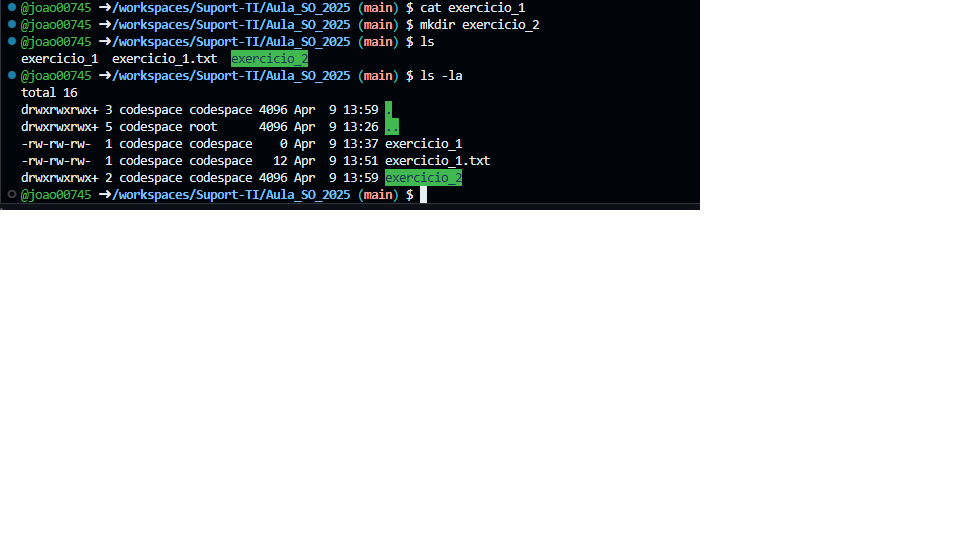 @joao00745 ➜/workspaces/Suport-TI/Aula_SO_2025 (main) $ cat exercicio_1
@joao00745 ➜/workspaces/Suport-TI/Aula_SO_2025 (main) $ mkdir exercicio_2
@joao00745 ➜/workspaces/Suport-TI/Aula_SO_2025 (main) $ ls
exercicio_1  exercicio_1.txt  exercicio_2
@joao00745 ➜/workspaces/Suport-TI/Aula_SO_2025 (main) $ ls -la
total 16
drwxrwxrwx+ 3 codespace codespace 4096 Apr  9 13:59 .
drwxrwxrwx+ 5 codespace root      4096 Apr  9 13:26 ..
-rw-rw-rw-  1 codespace codespace    0 Apr  9 13:37 exercicio_1
-rw-rw-rw-  1 codespace codespace   12 Apr  9 13:51 exercicio_1.txt
drwxrwxrwx+ 2 codespace codespace 4096 Apr  9 13:59 exercicio_2
@joao00745 ➜/workspaces/Suport-TI/Aula_SO_2025 (main) $